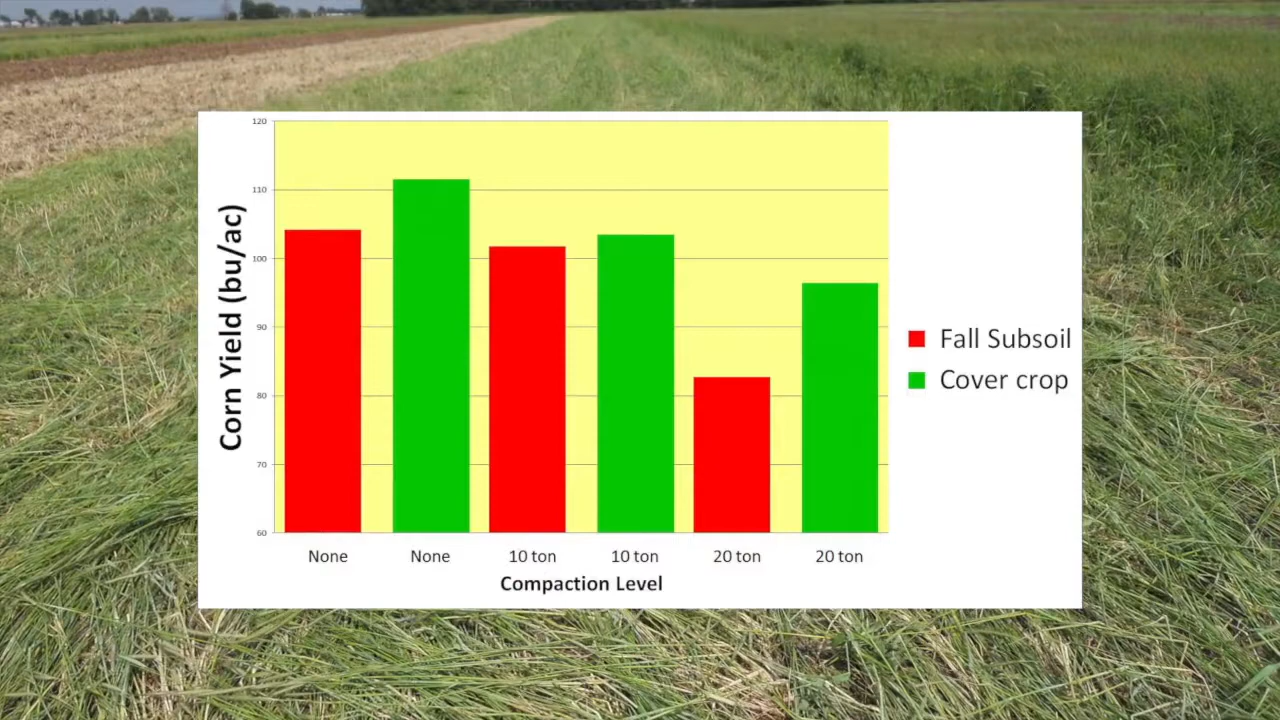 120
110
100
90
80
70
60
Corn Yield (bu/ac)
None None 10 ton 10 ton 20 ton 20 ton
Compaction Level
Fall Subsoil
Cover crop